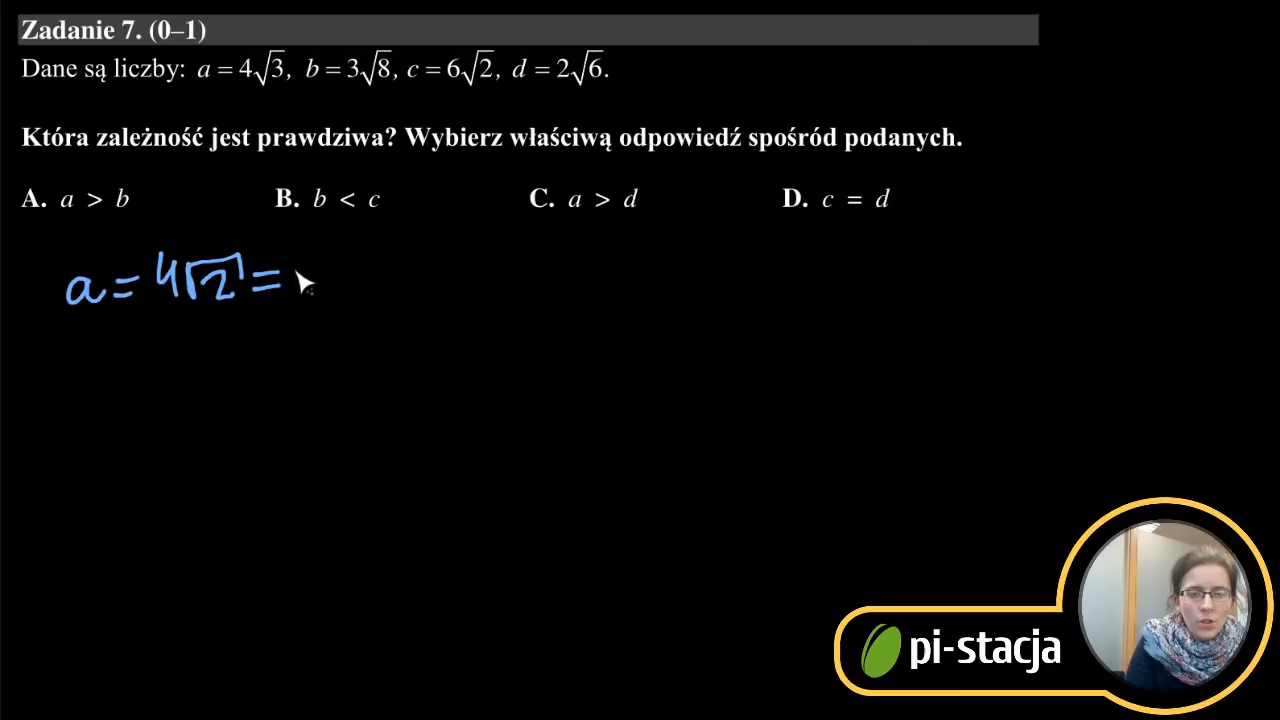 Zadanie 7. (0–1)
Dane są liczby: a = 4√3, b = 3√8, c = 6√2, d = 2√6.
Która zależność jest prawdziwa? Wybierz właściwą odpowiedź spośród podanych.
A. a > b B. b < c C. a > d D. c = d
a = 4√2 =
pi-stacja